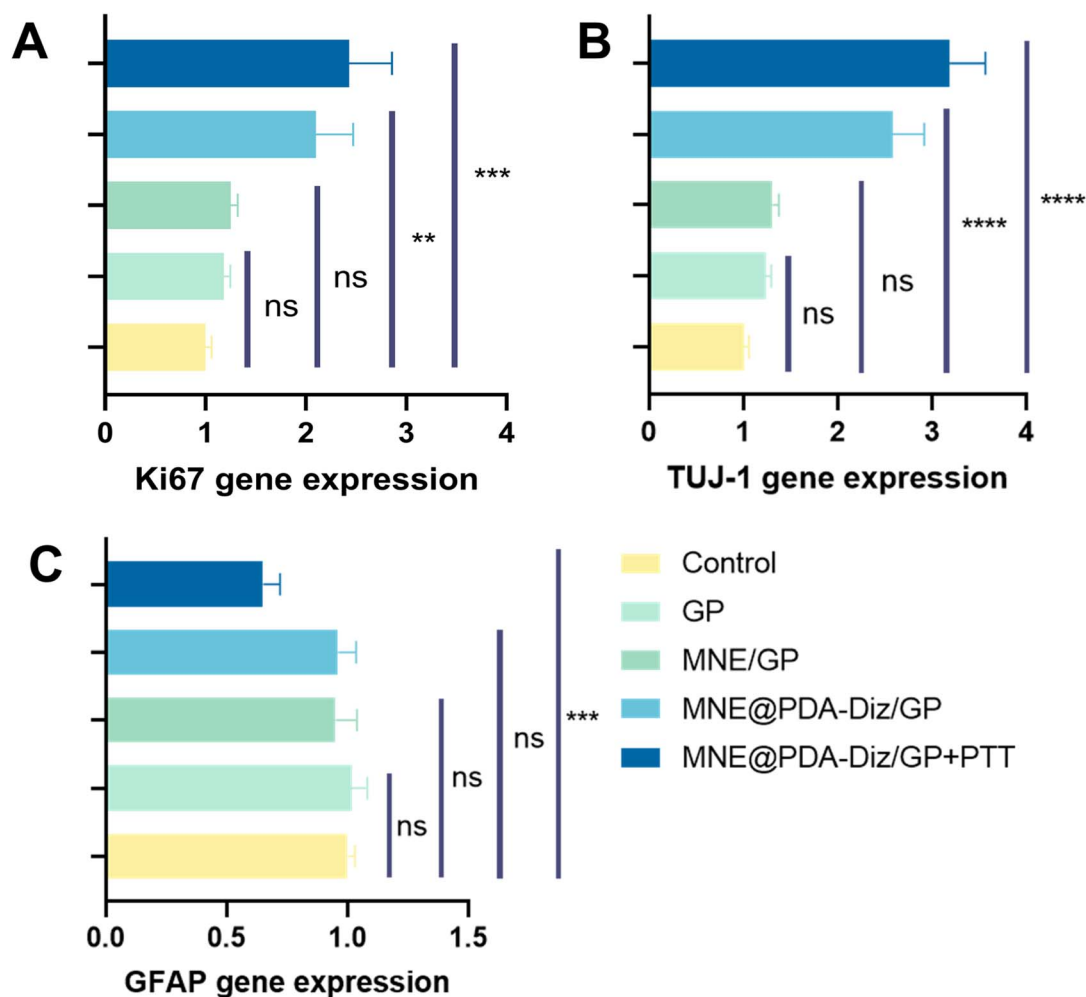 A
***
**
ns
ns
0 1 2 3 4
Ki67 gene expression
B
****
****
ns
ns
0 1 2 3 4
TUJ-1 gene expression
C
***
ns
ns
ns
0.0 0.5 1.0 1.5
GFAP gene expression
Control
GP
MNE/GP
MNE@PDA-Diz/GP
MNE@PDA-Diz/GP+PTT